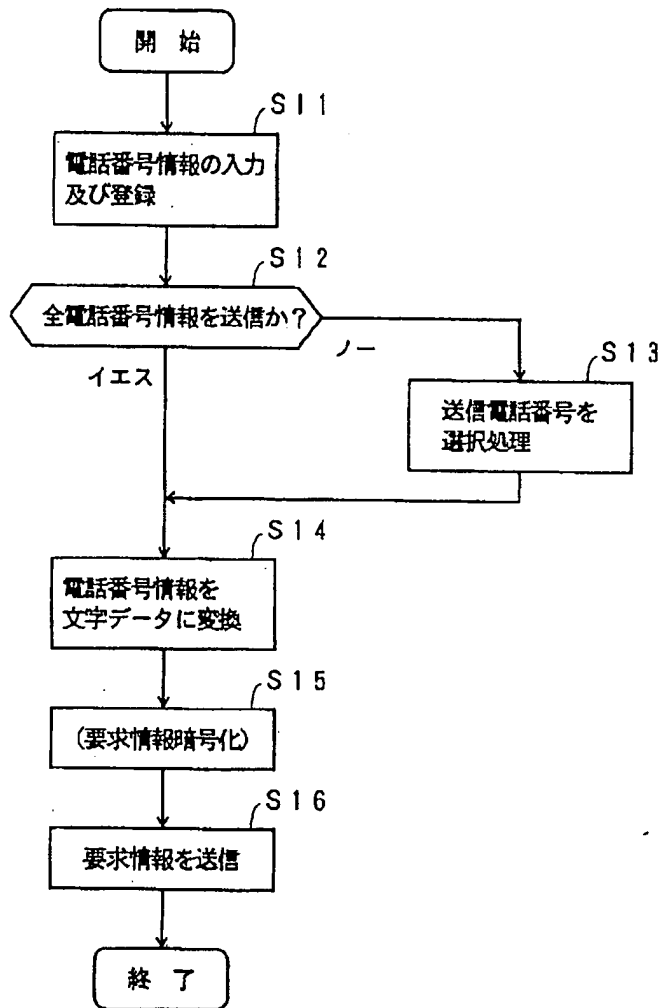 開 始
S11
電話番号情報の入力
及び登録
S12
全電話番号情報を送信か?
ノー
イエス
S13
送信電話番号を
選択処理
S14
電話番号情報を
文字データに変換
S15
(要求情報暗号化)
S16
要求情報を送信
終 了